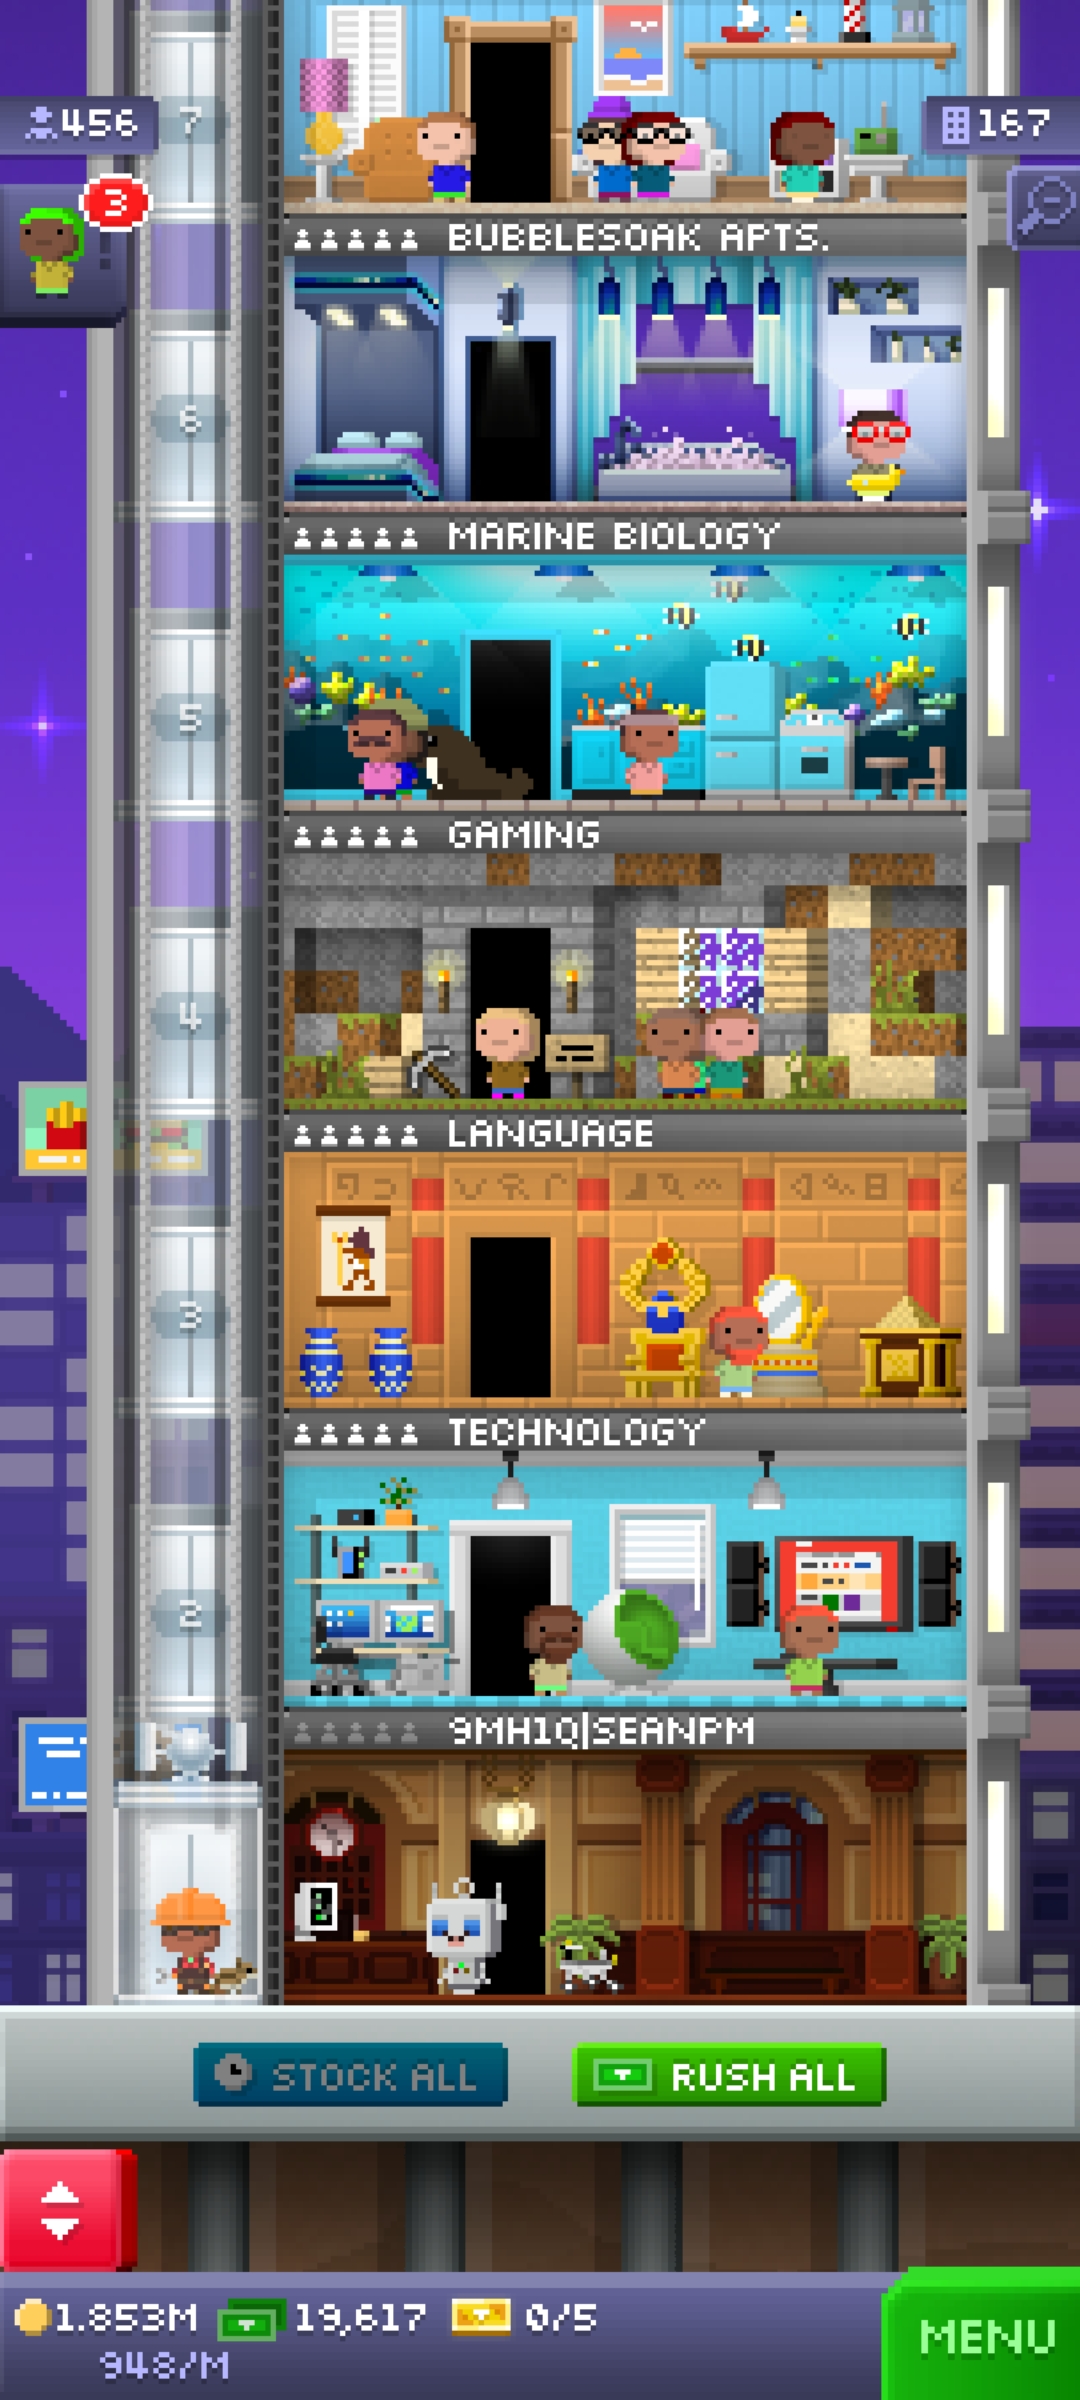 7
456
167
3
BUBBLESOAK APTS.
6
MARINE BIOLOGY
5
GAMING
4
LANGUAGE
3
TECHNOLOGY
2
9MH1Q|SEANPM
STOCK ALL
RUSH ALL
1.853M
19,617
0/5
948/M
MENU